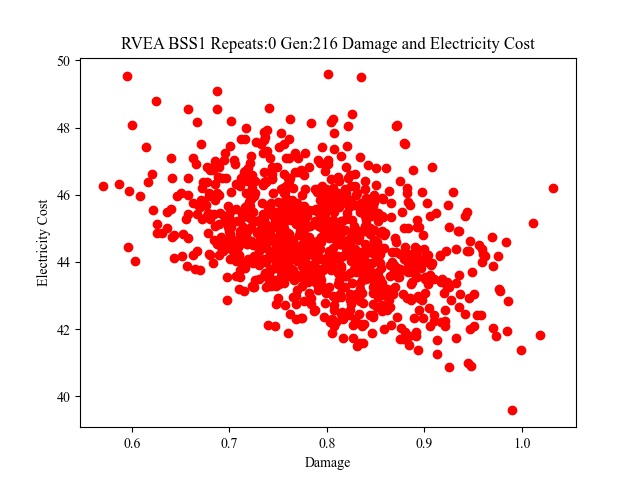 RVEA BSS1 Repeats:0 Gen:216 Damage and Electricity Cost
50
48
46
44
42
40
Electricity Cost
0.6 0.7 0.8 0.9 1.0
Damage